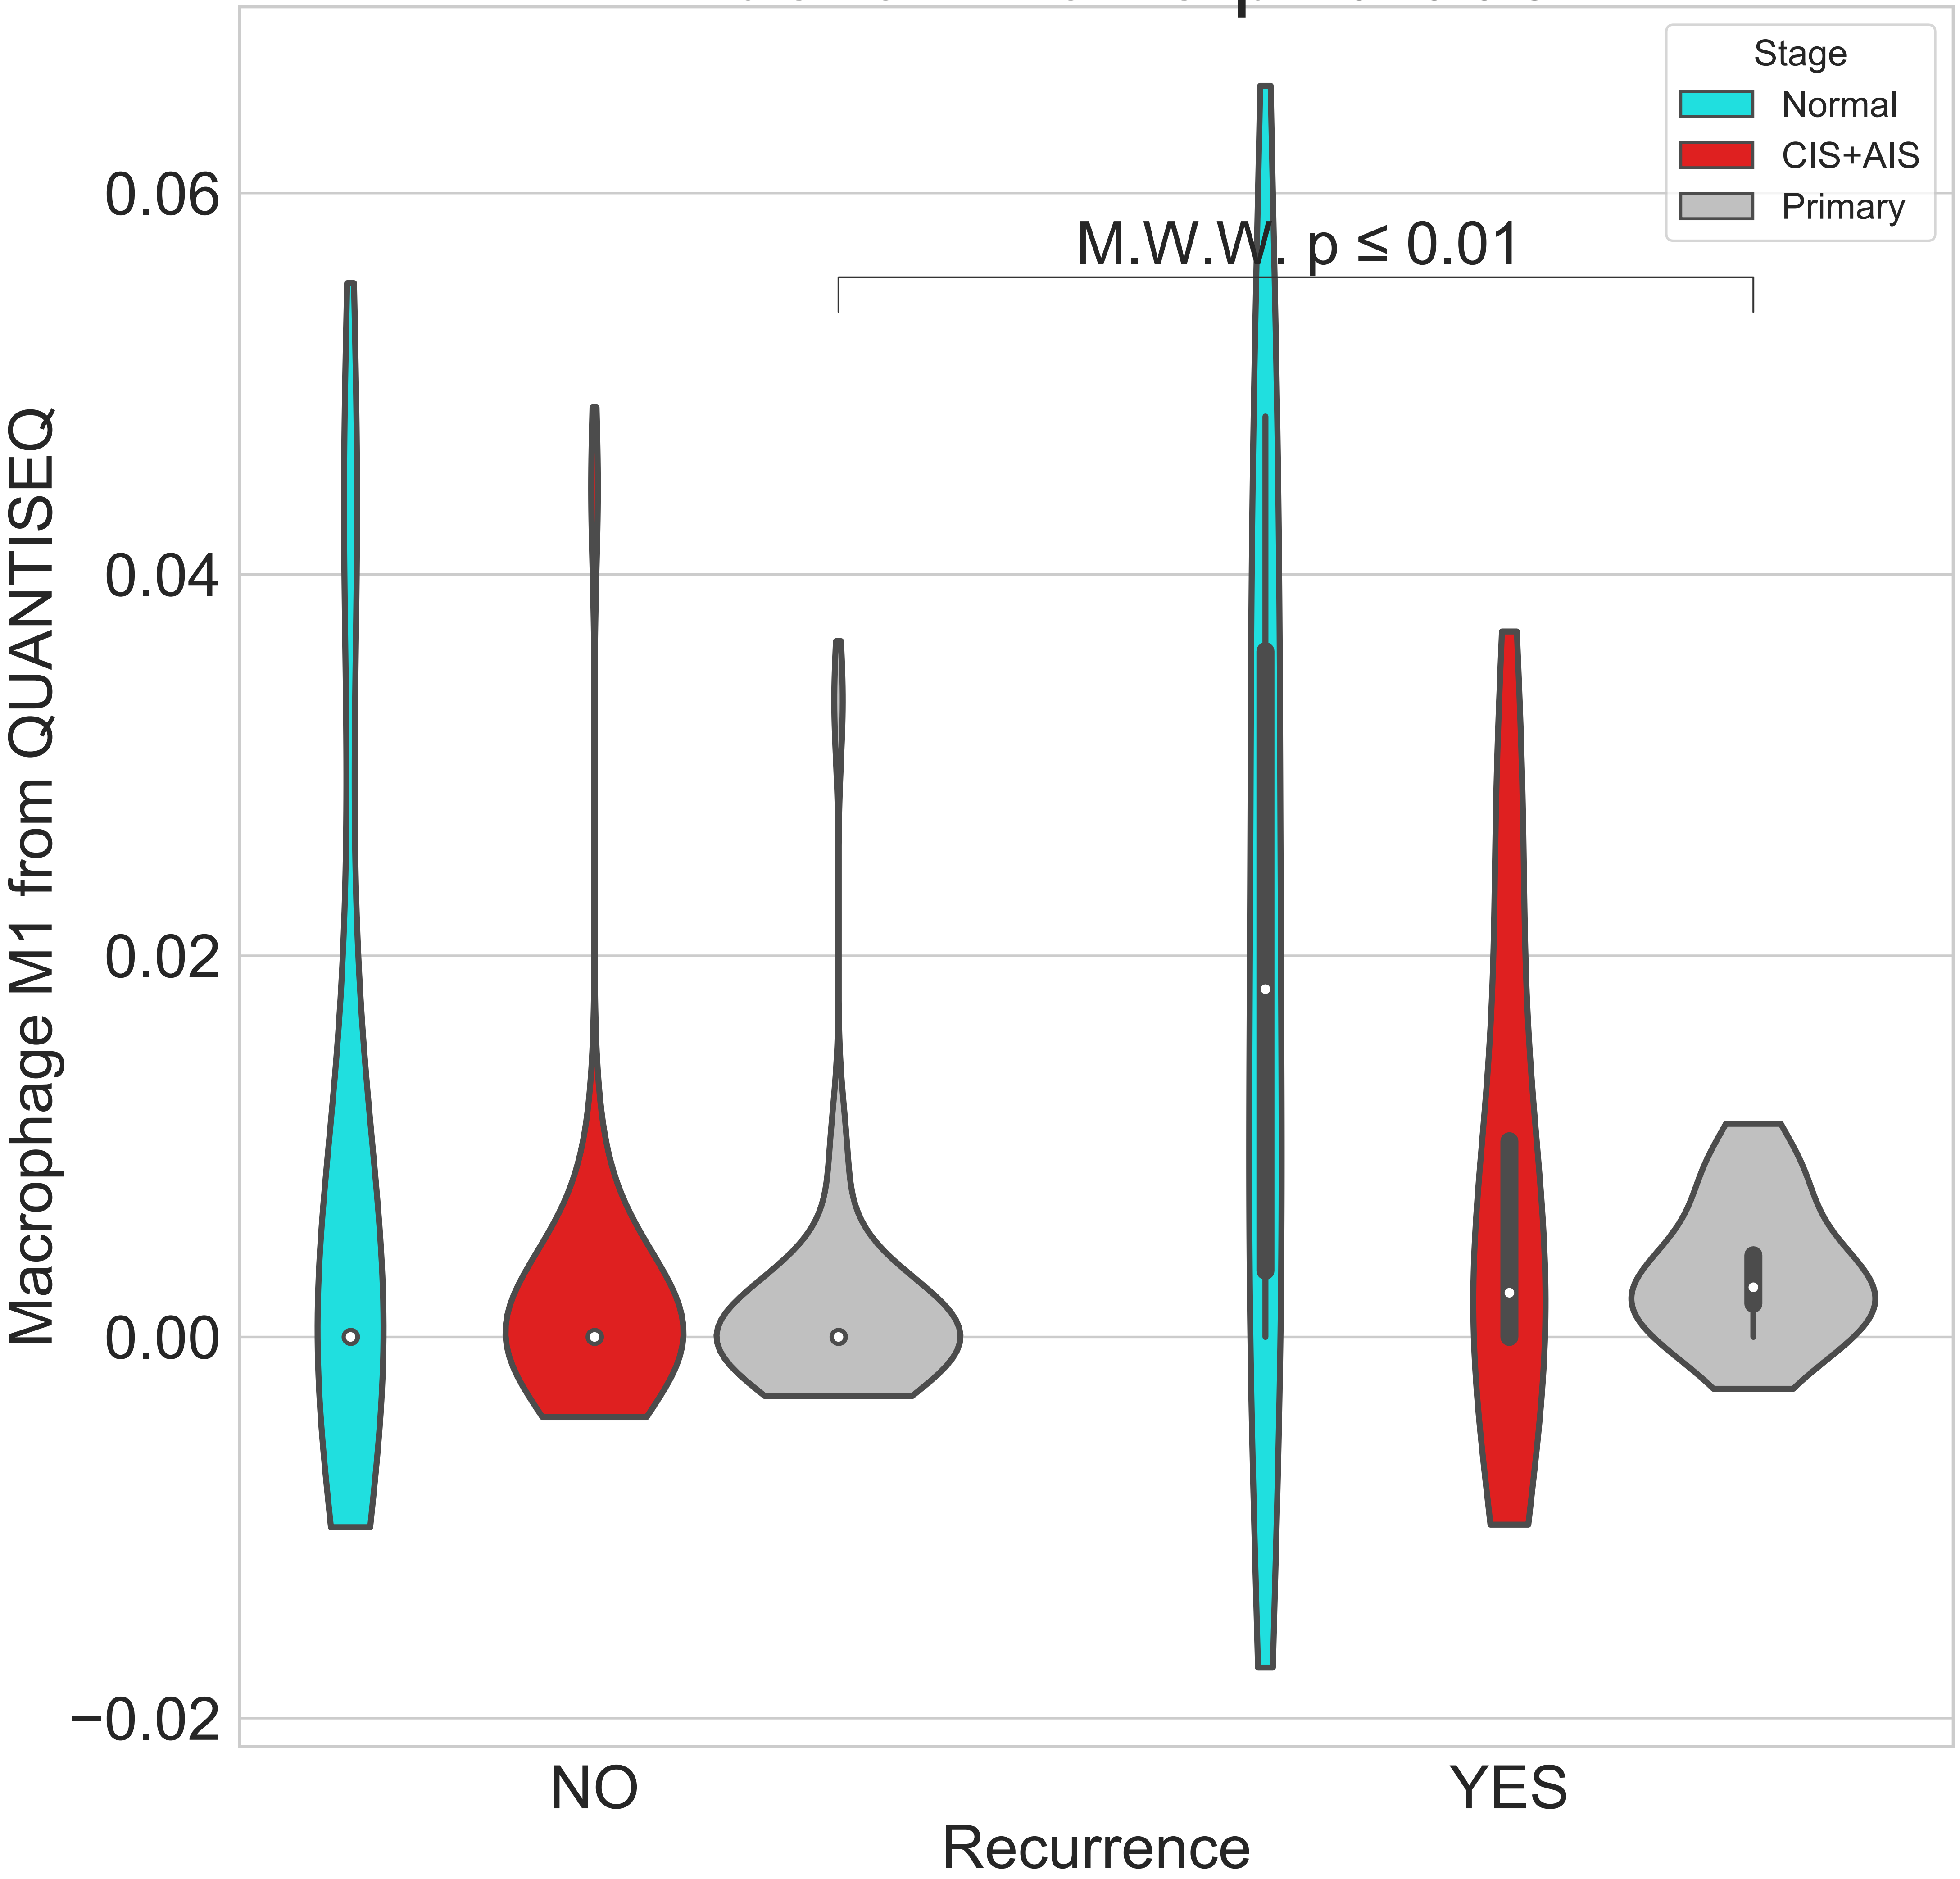 Stage
Normal
CIS+AIS
Primary
M.W.W. p ≤ 0.01
0.06
0.04
0.02
0.00
−0.02
Macrophage M1 from QUANTISEQ
NO
YES
Recurrence